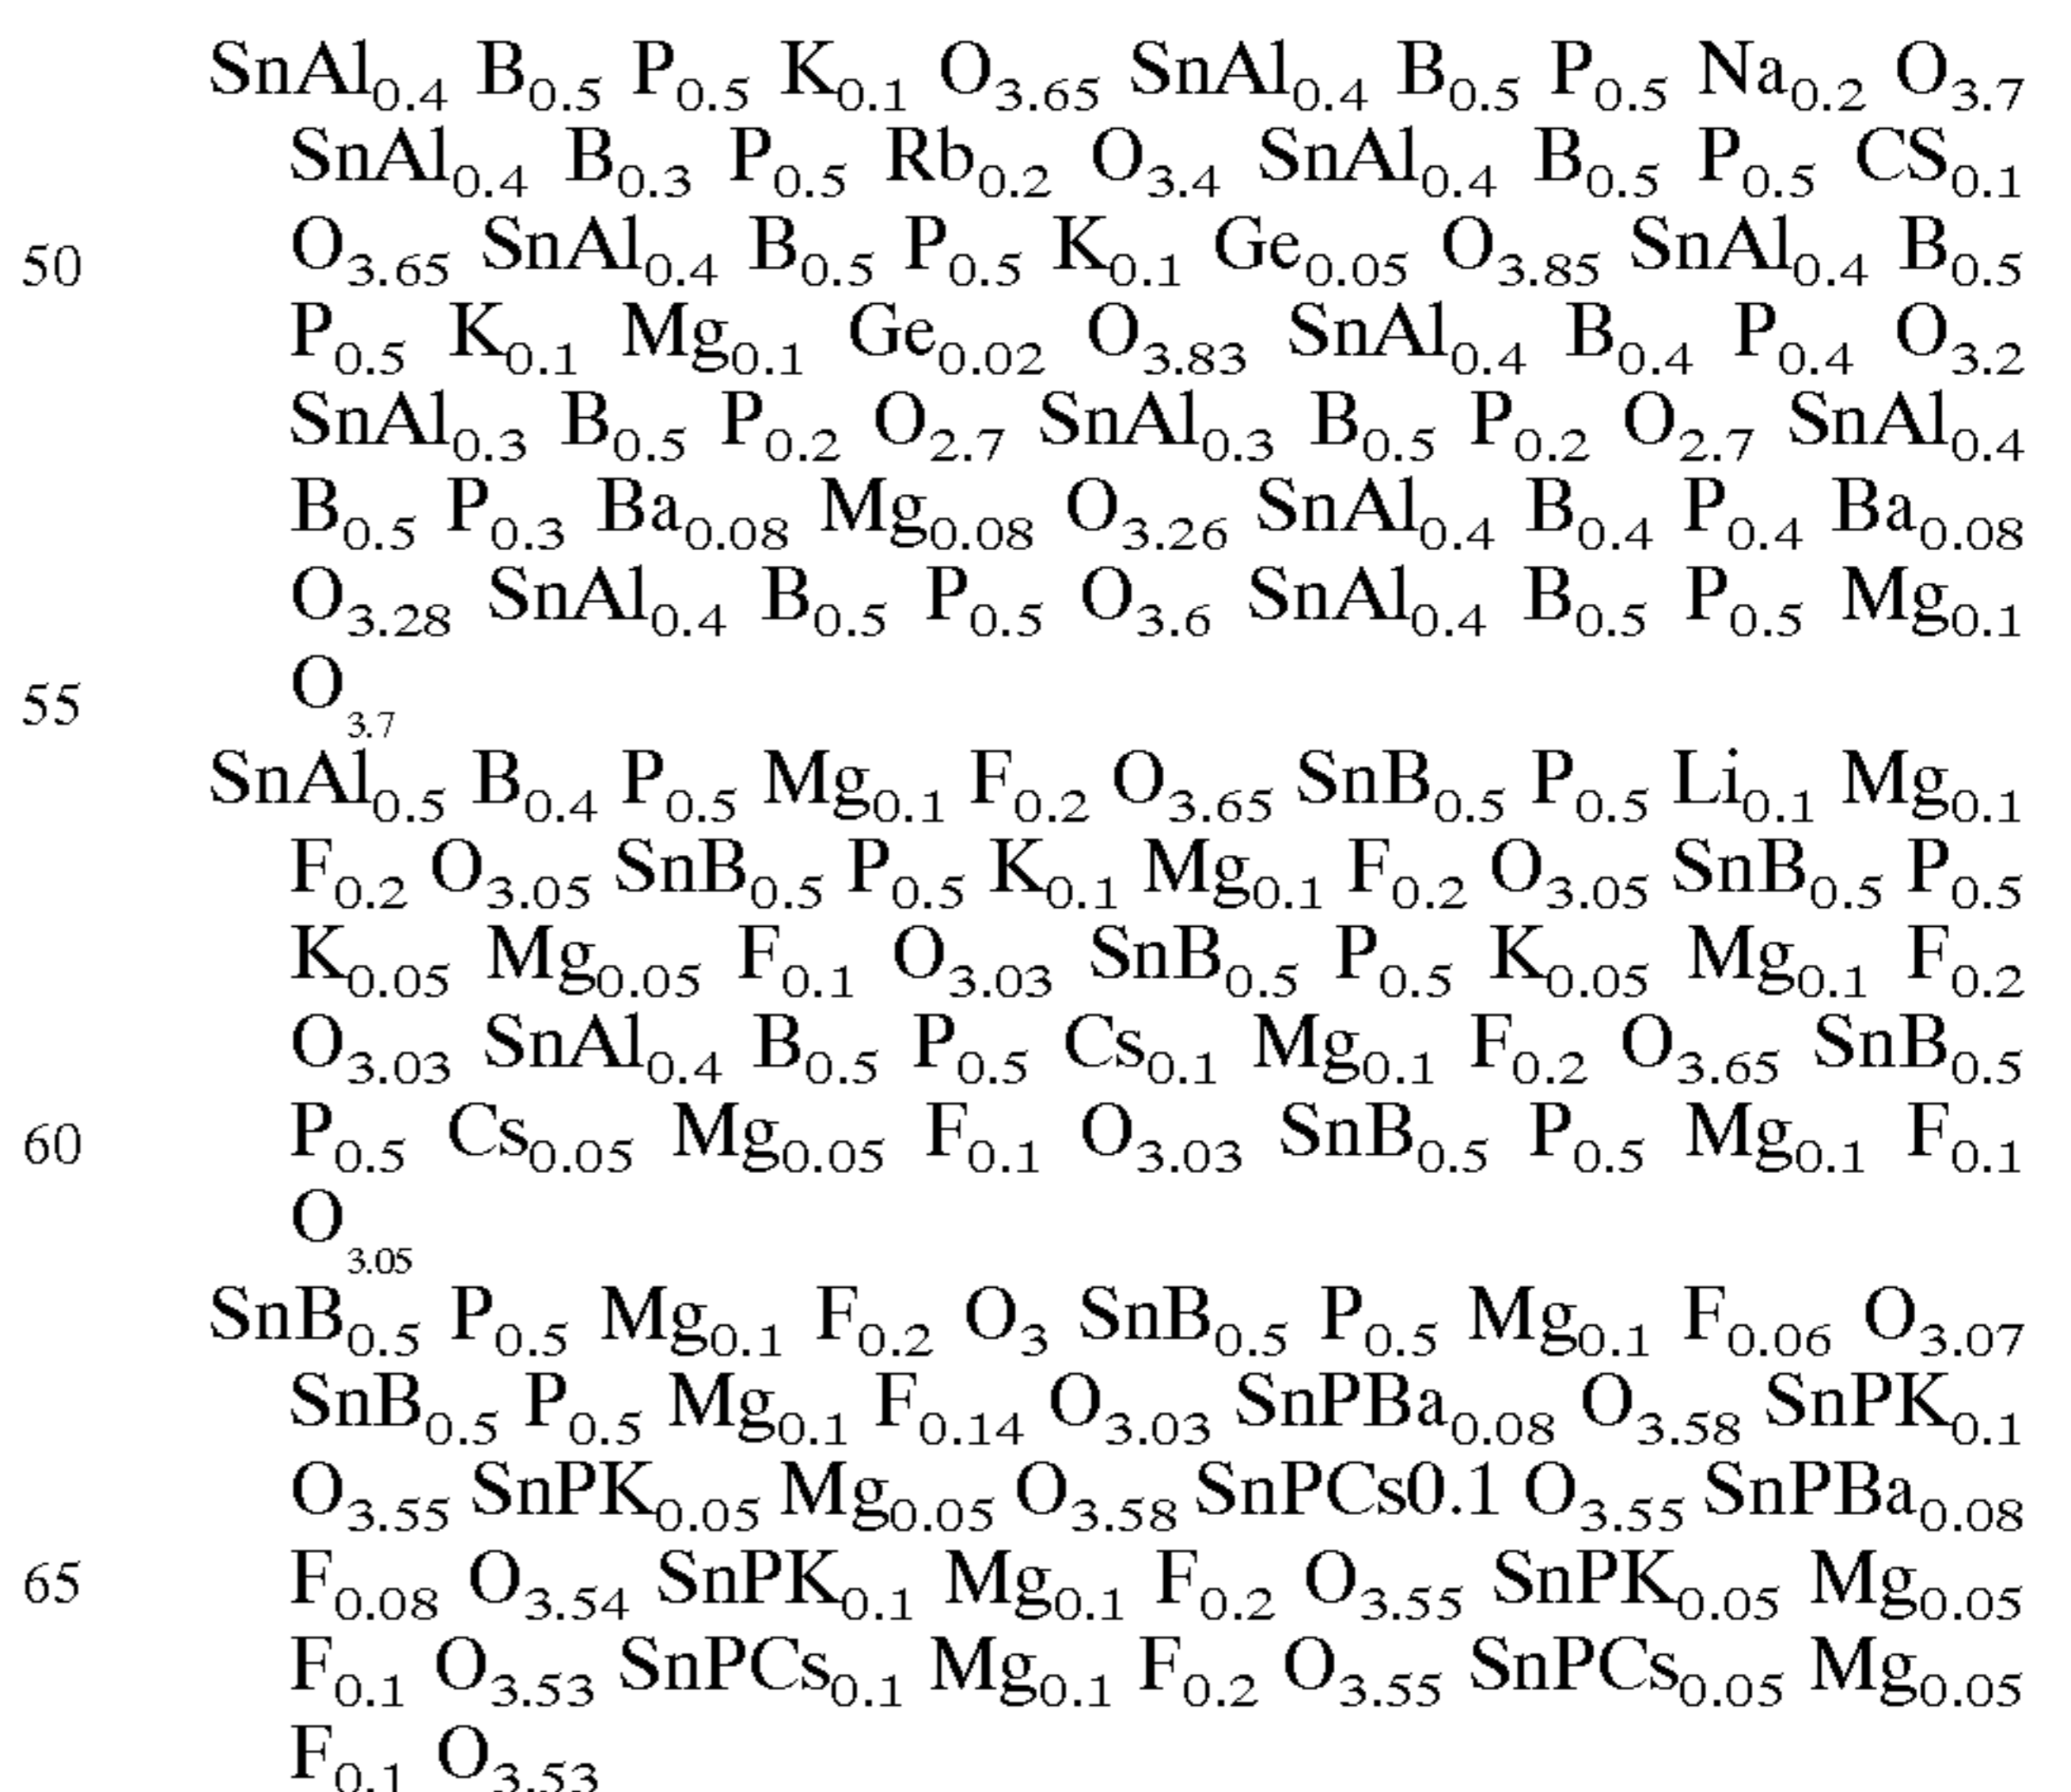 SnAl0.4 B0.5 P0.5 K0.1 O3.65 SnAl0.4 B0.5 P0.5 Na0.2 O3.7
SnAl0.4 B0.3 P0.5 Rb0.2 O3.4 SnAl0.4 B0.5 P0.5 CS0.1
50 O3.65 SnAl0.4 B0.5 P0.5 K0.1 Ge0.05 O3.85 SnAl0.4 B0.5
P0.5 K0.1 Mg0.1 Ge0.02 O3.83 SnAl0.4 B0.4 P0.4 O3.2
SnAl0.3 B0.5 P0.2 O2.7 SnAl0.3 B0.5 P0.2 O2.7 SnAl0.4
B0.5 P0.3 Ba0.08 Mg0.08 O3.26 SnAl0.4 B0.4 P0.4 Ba0.08
O3.28 SnAl0.4 B0.5 P0.5 O3.6 SnAl0.4 B0.5 P0.5 Mg0.1
55 O3.7
SnAl0.5 B0.4 P0.5 Mg0.1 F0.2 O3.65 SnB0.5 P0.5 Li0.1 Mg0.1
F0.2 O3.05 SnB0.5 P0.5 K0.1 Mg0.1 F0.2 O3.05 SnB0.5 P0.5
K0.05 Mg0.05 F0.1 O3.03 SnB0.5 P0.5 K0.05 Mg0.1 F0.2
O3.03 SnAl0.4 B0.5 P0.5 Cs0.1 Mg0.1 F0.2 O3.65 SnB0.5
60 P0.5 Cs0.05 Mg0.05 F0.1 O3.03 SnB0.5 P0.5 Mg0.1 F0.1
O3.05
SnB0.5 P0.5 Mg0.1 F0.2 O3 SnB0.5 P0.5 Mg0.1 F0.06 O3.07
SnB0.5 P0.5 Mg0.1 F0.14 O3.03 SnPBa0.08 O3.58 SnPK0.1
O3.55 SnPK0.05 Mg0.05 O3.58 SnPCs0.1 O3.55 SnPBa0.08
65 F0.08 O3.54 SnPK0.1 Mg0.1 F0.2 O3.55 SnPK0.05 Mg0.05
F0.1 O3.53 SnPCs0.1 Mg0.1 F0.2 O3.55 SnPCs0.05 Mg0.05
F0.1 O3.53